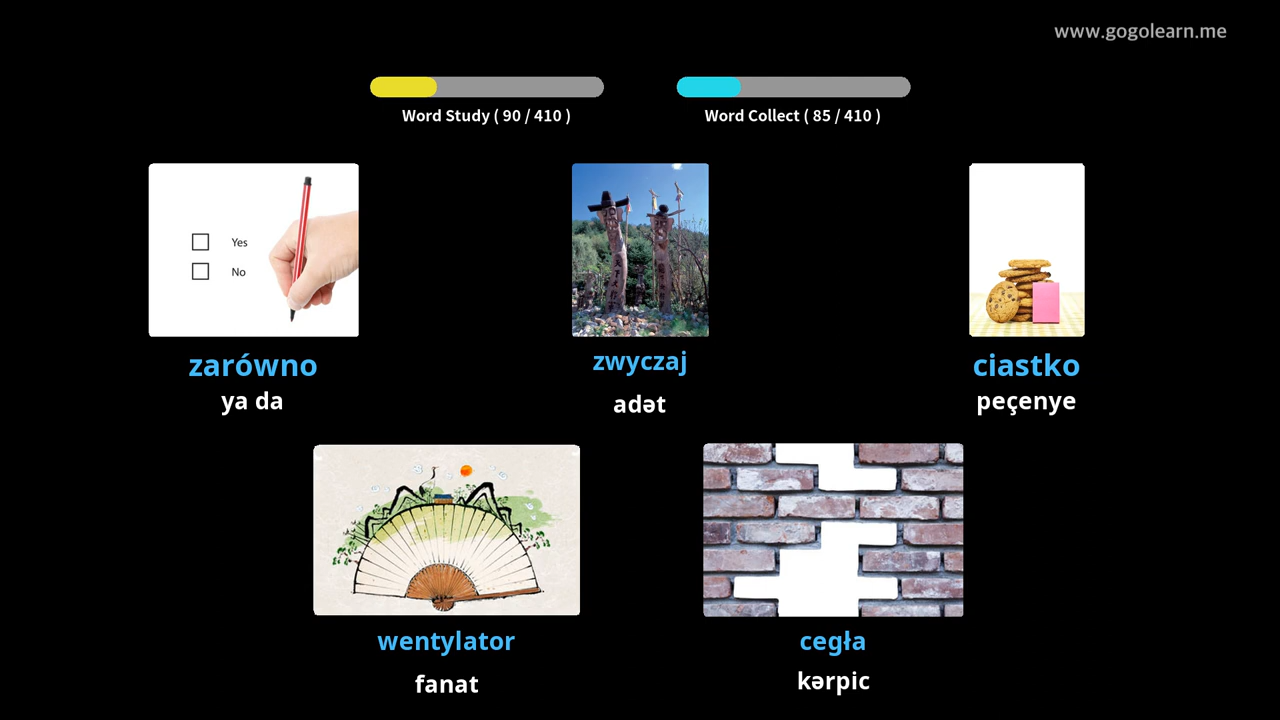 www.gogolearn.me
Word Study ( 90 / 410 )
Word Collect ( 85 / 410 )
Yes
No
zarówno
ya da
zwyczaj
adət
ciastko
peçenye
wentylator
fanat
cegła
kərpic